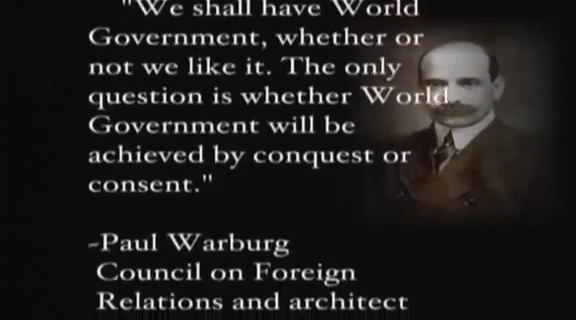 "We shall have World
Government, whether or
not we like it. The only
question is whether World
Government will be
achieved by conquest or
consent."
-Paul Warburg
Council on Foreign
Relations and architect